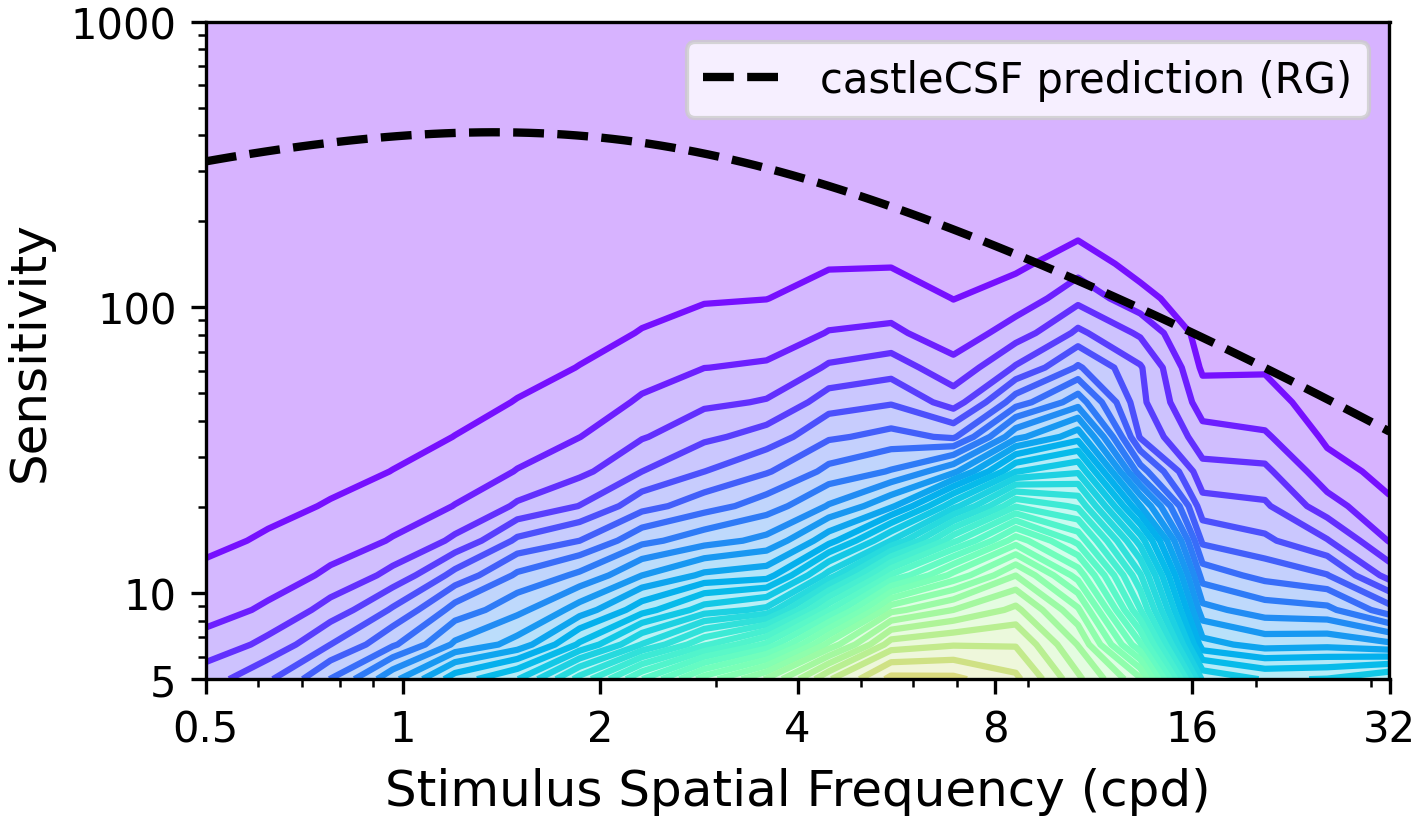 1000
100
10
5
Sensitivity
castleCSF prediction (RG)
0.5 1 2 4 8 16 32
Stimulus Spatial Frequency (cpd)